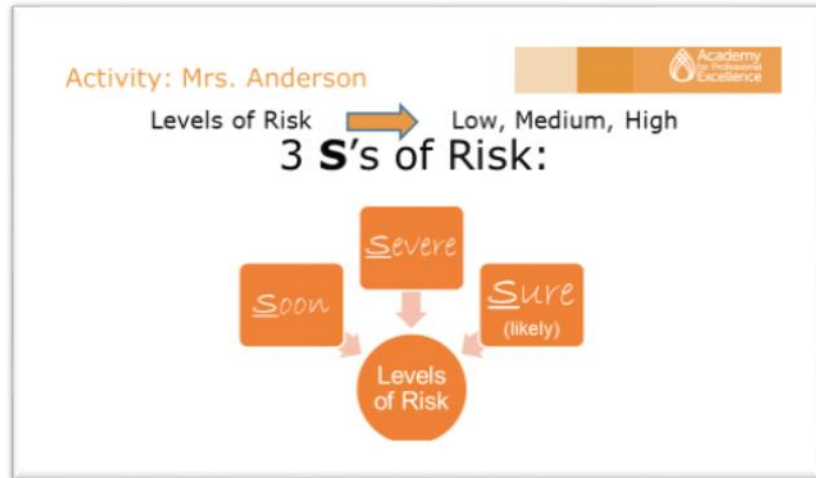 Activity: Mrs. Anderson
Academy
for Professional
Excellence
Levels of Risk
Low, Medium, High
3 S's of Risk:
Severe
Soon
Sure
(likely)
Levels
of Risk